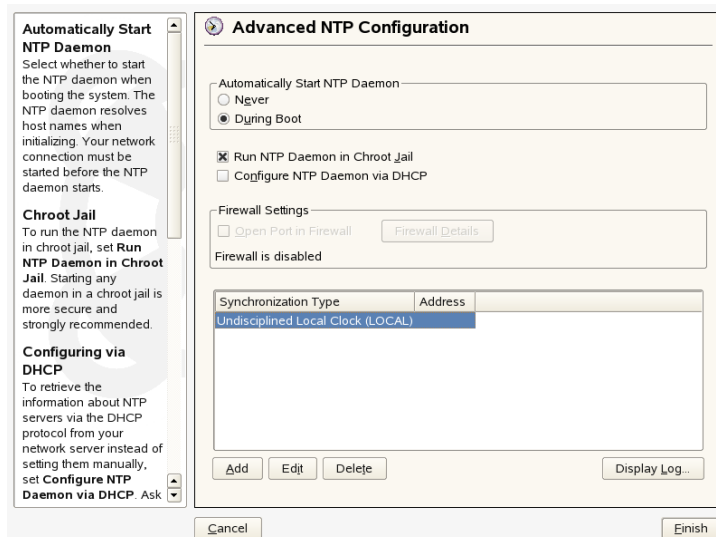 Automatically Start
NTP Daemon
Select whether to start
the NTP daemon when
booting the system. The
NTP daemon resolves
host names when
initializing. Your network
connection must be
started before the NTP
daemon starts.
Chroot Jail
To run the NTP daemon
in chroot jail, set Run
NTP Daemon in Chroot
Jail. Starting any
daemon in a chroot jail is
more secure and
strongly recommended.
Configuring via
DHCP
To retrieve the
information about NTP
servers via the DHCP
protocol from your
network server instead of
setting them manually,
set Configure NTP
Daemon via DHCP. Ask
Advanced NTP Configuration
Automatically Start NTP Daemon
Never
During Boot
Run NTP Daemon in Chroot Jail
Configure NTP Daemon via DHCP
Firewall Settings
Open Port in Firewall Firewall Details
Firewall is disabled
Synchronization Type Address
Undisciplined Local Clock (LOCAL)
Add Edit Delete Display Log...
Cancel Finish